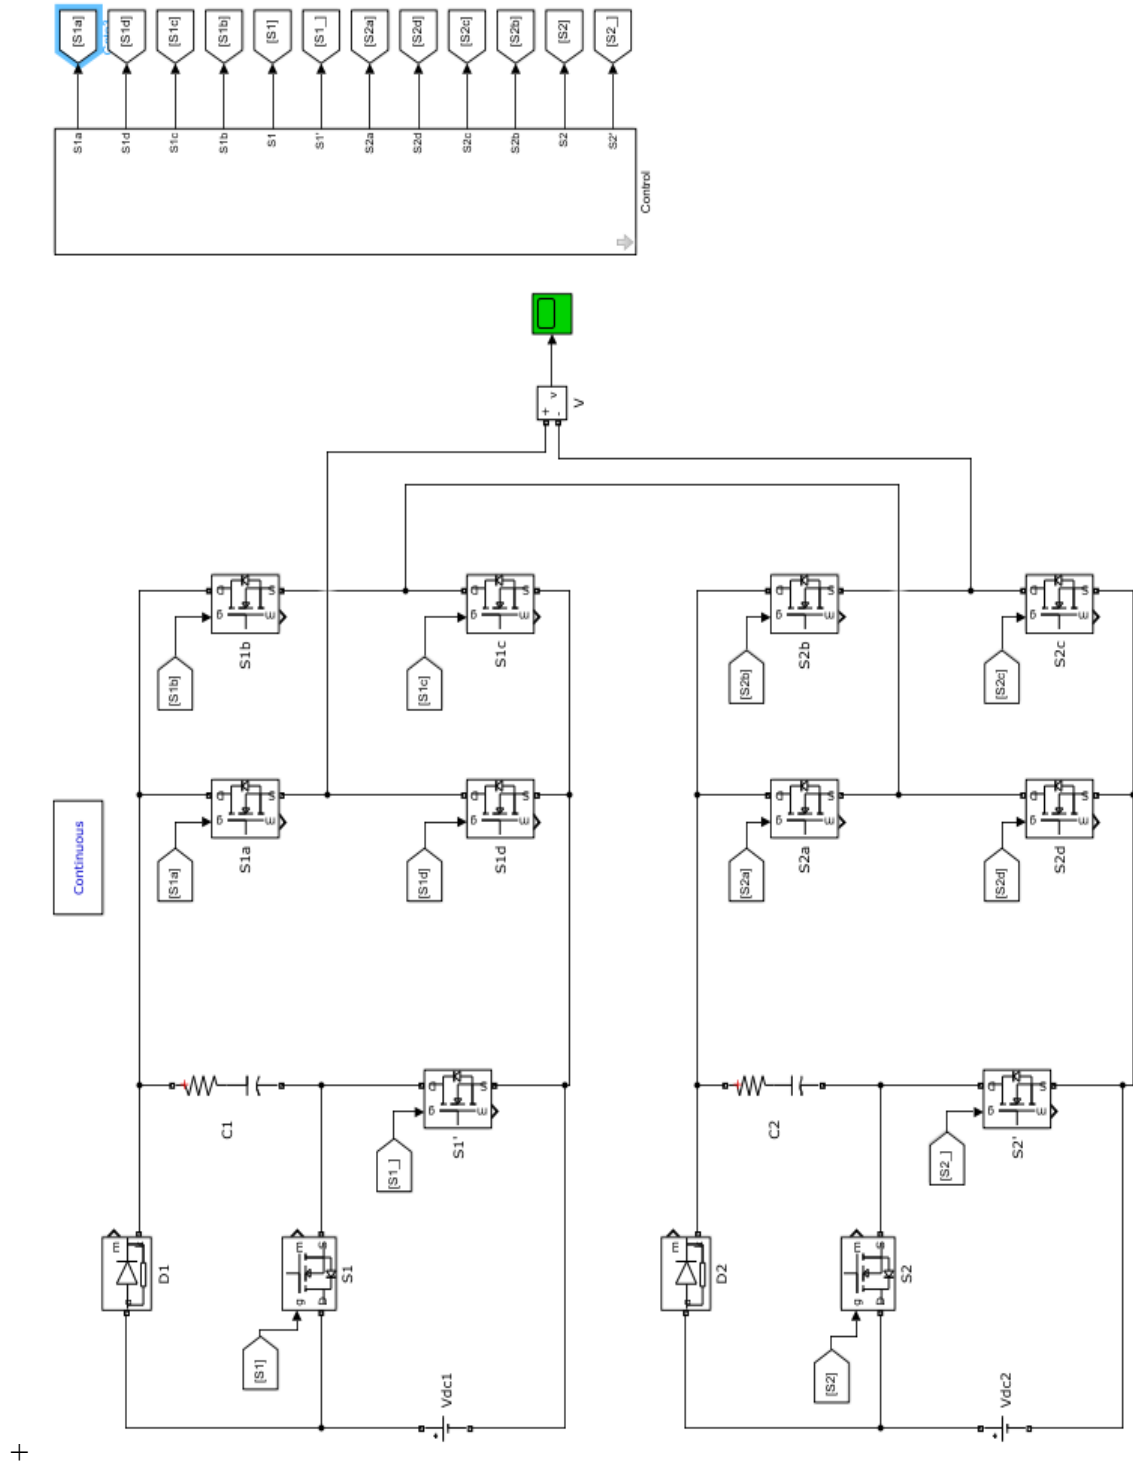 [S1a]
[S1d]
[S1c]
[S1b]
[S1]
[S1_]
[S2a]
[S2d]
[S2c]
[S2b]
[S2]
[S2_]
S1a
S1d
S1c
S1b
S1
S1'
S2a
S2d
S2c
S2b
S2
S2'
Control
+
-
v
V
D
S
g
m
S1b
[S1b]
D
S
g
m
S1c
[S1c]
D
S
g
m
S2b
[S2b]
D
S
g
m
S2c
[S2c]
Continuous
D
S
g
m
S1a
[S1a]
D
S
g
m
S1d
[S1d]
D
S
g
m
S2a
[S2a]
D
S
g
m
S2d
[S2d]
+
C1
D
S
g
m
S1'
[S1_]
+
C2
D
S
g
m
S2'
[S2_]
m
D1
m
S
g
D
S1
[S1]
m
D2
m
S
g
D
S2
[S2]
+
Vdc1
+
Vdc2